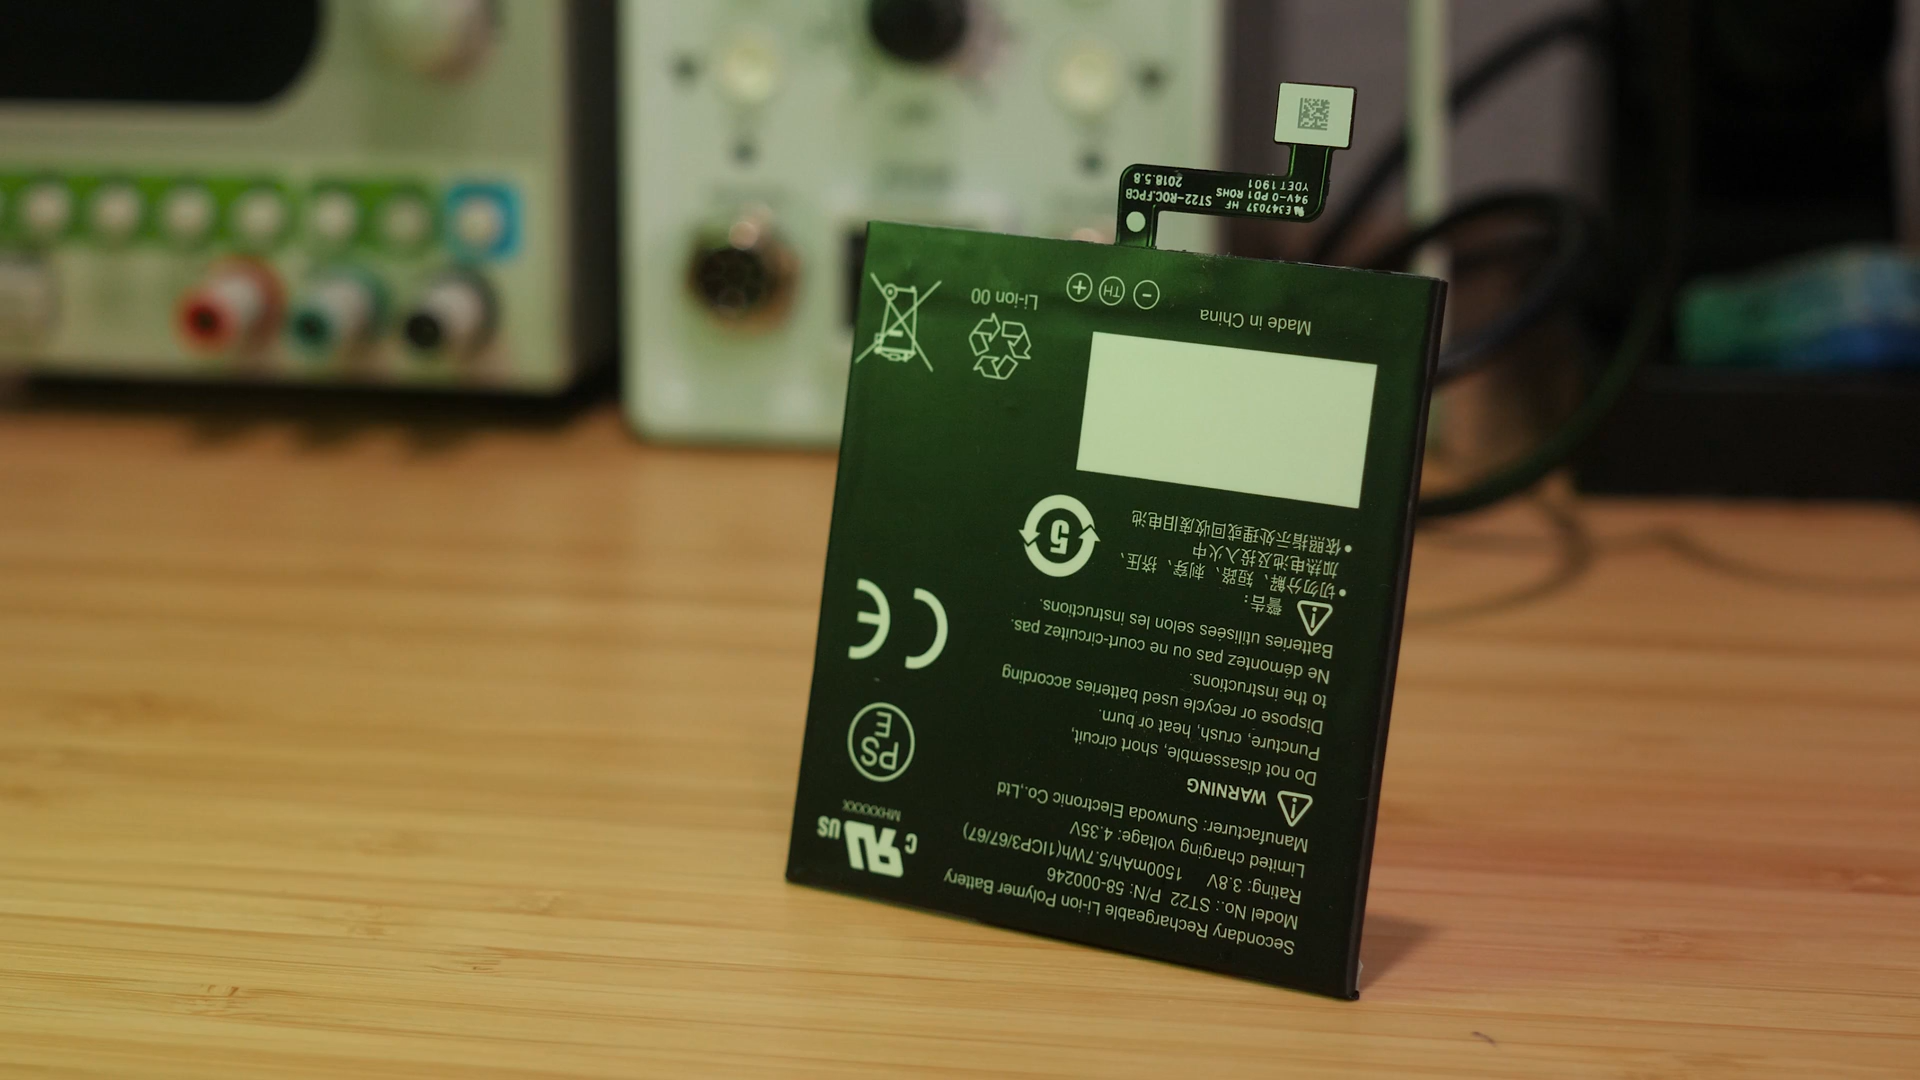 Secondary Rechargeable Li-ion Polymer Battery
Model No.: ST22 P/N: 58-000246
Rating: 3.8V 1500mAh/5.7Wh(1ICP3/67/67)
Limited charging voltage: 4.35V
Manufacturer: Sunwoda Electronic Co.,Ltd
WARNING
Do not disassemble, short circuit,
Puncture, crush, heat or burn.
Dispose or recycle used batteries according
to the instructions.
Ne démontez pas ou ne court-circuitez pas.
Batteries utilisées selon les instructions.
警告:
•切勿分解、短路、刺穿、挤压、
加热电池及投入火中
•依照指示处理或回收废旧电池
Made in China
− TH +
Li-ion 00
C RU US
MHXXXXX
PS
E
CE
5
E347037 HF ST22-ROC.FPCB
94V-0 PD1 ROHS 2018.5.8
YDET1901